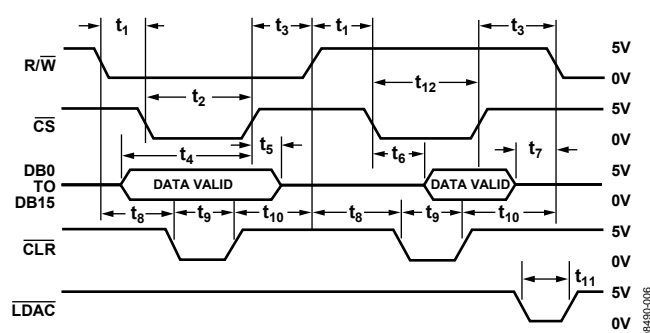 t1 t3 t1 t3
R/W 5V
0V
t2 t12
CS 5V
0V
t4 t5 t6 t7
DB0
TO
DB15
DATA VALID DATA VALID 5V
0V
t8 t9 t10 t8 t9 t10
CLR 5V
0V
t11
LDAC 5V
0V
08490-006